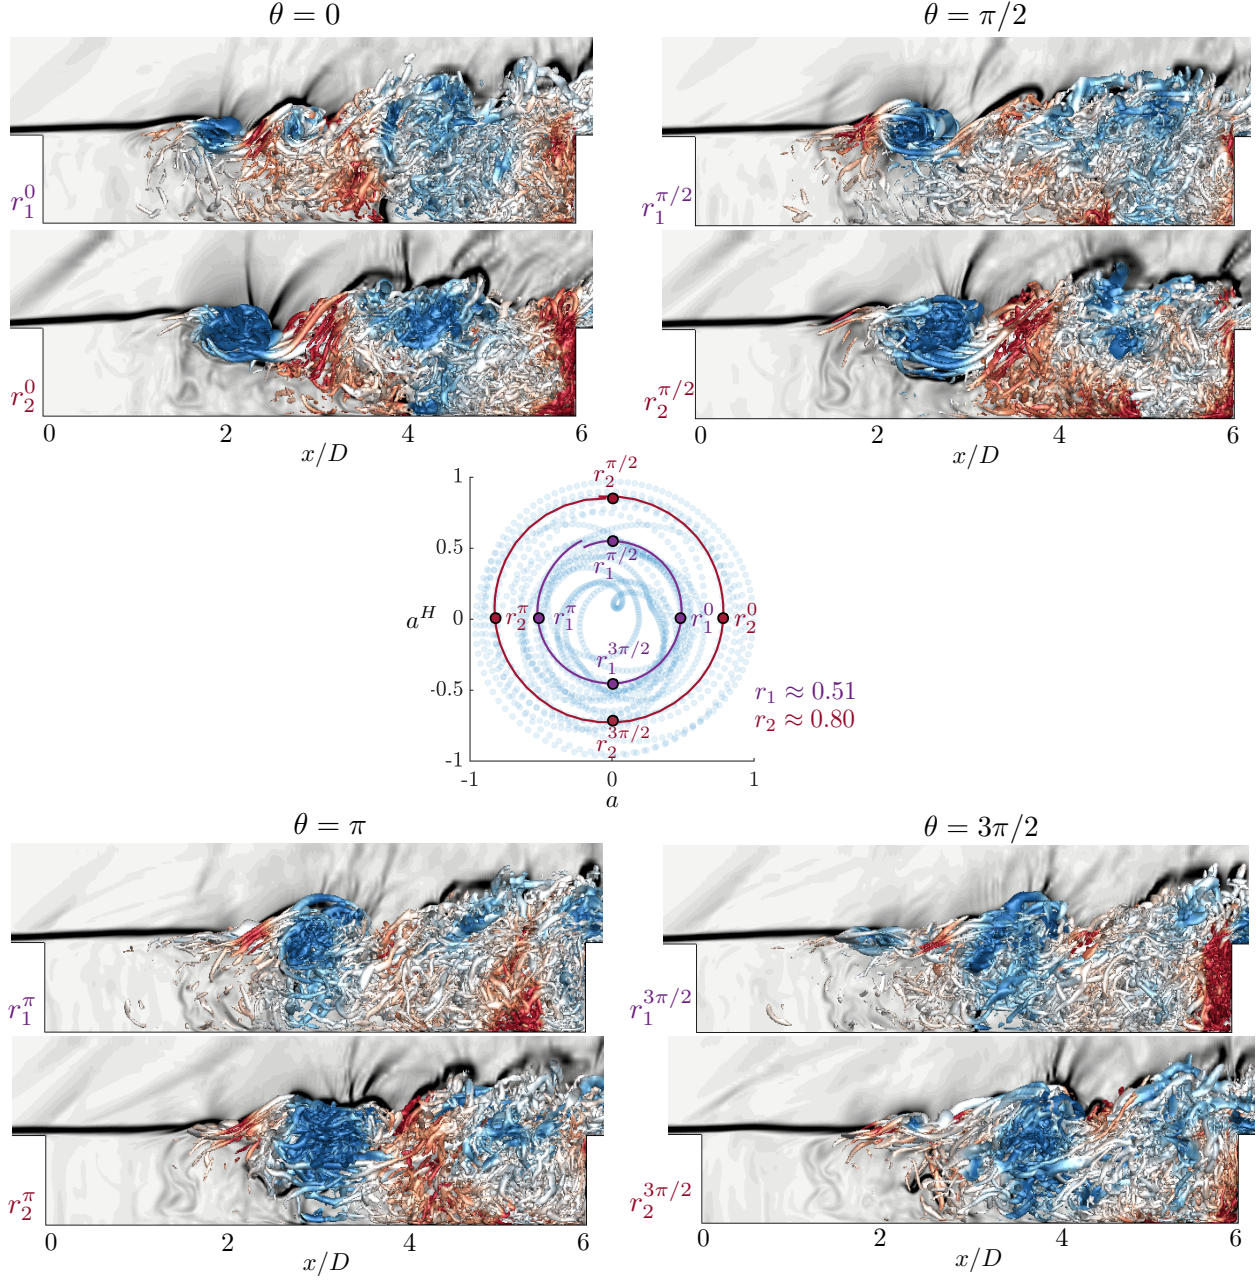 θ = 0
θ = π/2
r₁⁰
r₁^{π/2}
r₂⁰
r₂^{π/2}
0 2 4 6
x/D
0 2 4 6
x/D
1
0.5
0
-0.5
-1
a^H
r₂^{π/2}
r₁^{π/2}
r₂^π r₁^π r₁⁰ r₂⁰
r₁^{3π/2}
r₂^{3π/2}
r₁ ≈ 0.51
r₂ ≈ 0.80
-1 0 1
a
θ = π
θ = 3π/2
r₁^π
r₁^{3π/2}
r₂^π
r₂^{3π/2}
0 2 4 6
x/D
0 2 4 6
x/D